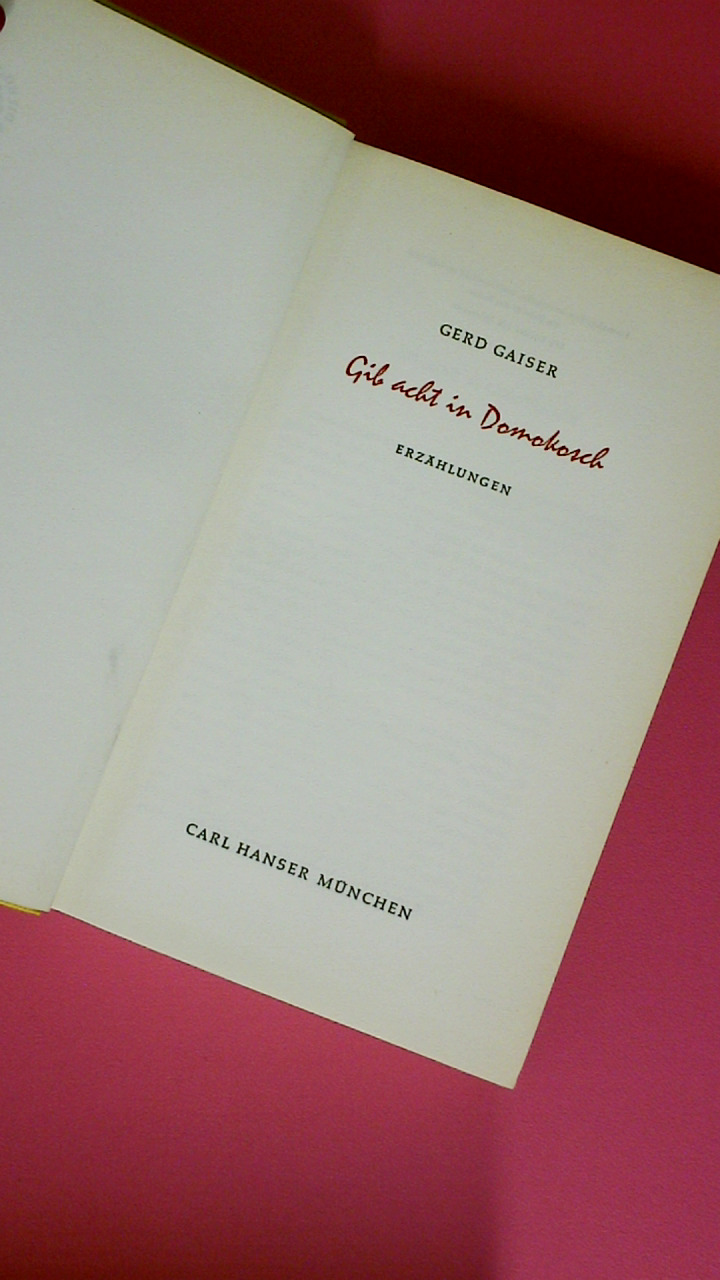 GERD GAISER
Gib acht in Domokosch
ERZÄHLUNGEN
CARL HANSER MÜNCHEN